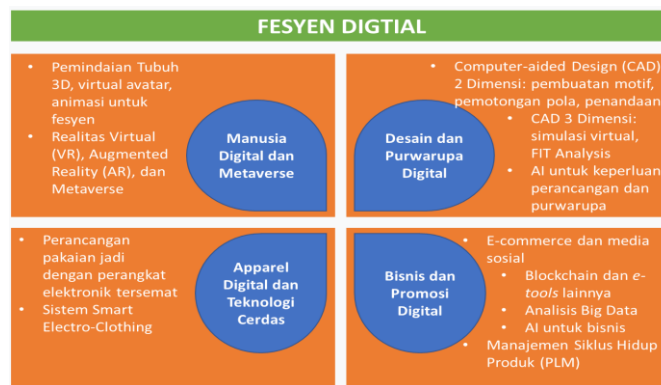 FESYEN DIGTIAL
Pemindaian Tubuh
3D, virtual avatar,
animasi untuk
fesyen
Realitas Virtual
(VR), Augmented
Reality (AR), dan
Metaverse
Manusia
Digital dan
Metaverse
Computer-aided Design (CAD)
2 Dimensi: pembuatan motif,
pemotongan pola, penandaan
CAD 3 Dimensi:
simulasi virtual,
FIT Analysis
AI untuk keperluan
perancangan dan
purwarupa
Desain dan
Purwarupa
Digital
Perancangan
pakaian jadi
dengan perangkat
elektronik tersemat
Sistem Smart
Electro-Clothing
Apparel
Digital dan
Teknologi
Cerdas
Bisnis dan
Promosi
Digital
E-commerce dan media
sosial
Blockchain dan e-
tools lainnya
Analisis Big Data
AI untuk bisnis
Manajemen Siklus Hidup
Produk (PLM)